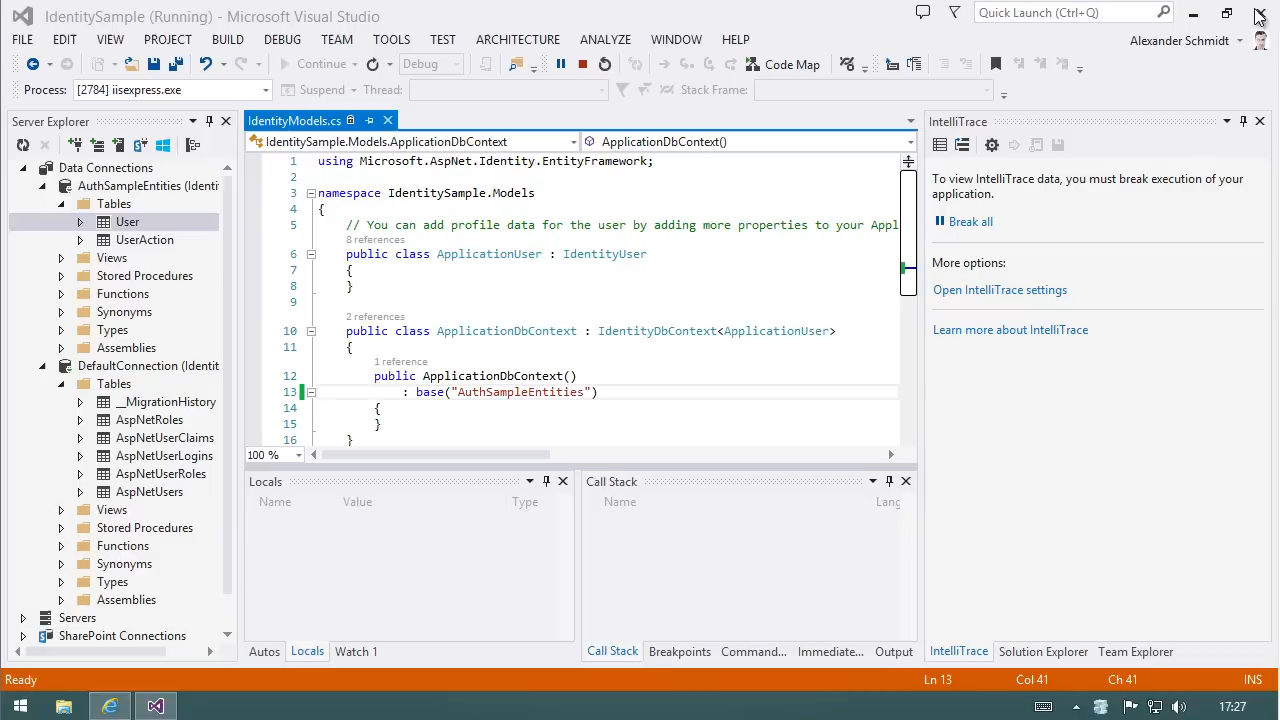 IdentitySample (Running) - Microsoft Visual Studio
Quick Launch (Ctrl+Q)
FILE EDIT VIEW PROJECT BUILD DEBUG TEAM TOOLS TEST ARCHITECTURE ANALYZE WINDOW HELP
Alexander Schmidt
Continue Debug Code Map
Process: [2784] iisexpress.exe Suspend Thread: Stack Frame:
Server Explorer
Data Connections
AuthSampleEntities (Identi
Tables
User
UserAction
Views
Stored Procedures
Functions
Synonyms
Types
Assemblies
DefaultConnection (Identit
Tables
__MigrationHistory
AspNetRoles
AspNetUserClaims
AspNetUserLogins
AspNetUserRoles
AspNetUsers
Views
Stored Procedures
Functions
Synonyms
Types
Assemblies
Servers
SharePoint Connections
IdentityModels.cs
IdentitySample.Models.ApplicationDbContext ApplicationDbContext()
1 using Microsoft.AspNet.Identity.EntityFramework;
2
3 namespace IdentitySample.Models
4 {
5 // You can add profile data for the user by adding more properties to your Appl
8 references
6 public class ApplicationUser : IdentityUser
7 {
8 }
9
2 references
10 public class ApplicationDbContext : IdentityDbContext<ApplicationUser>
11 {
1 reference
12 public ApplicationDbContext()
13 : base("AuthSampleEntities")
14 {
15 }
16 }
100 %
Locals
Name Value Type
Autos Locals Watch 1
Call Stack
Name Lang
Call Stack Breakpoints Command... Immediate... Output
IntelliTrace
To view IntelliTrace data, you must break execution of your
application.
Break all
More options:
Open IntelliTrace settings
Learn more about IntelliTrace
IntelliTrace Solution Explorer Team Explorer
Ready Ln 13 Col 41 Ch 41 INS
17:27